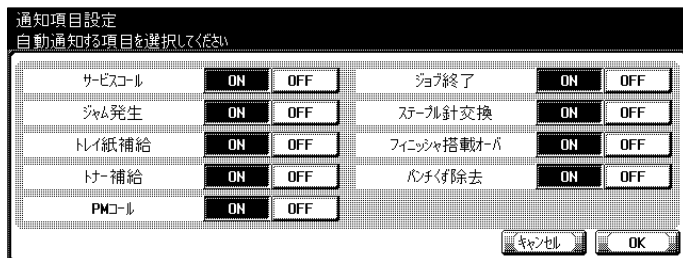 通知項目設定
自動通知する項目を選択してください
サービスコール ON OFF ジョブ終了 ON OFF
ジャム発生 ON OFF ステープル針交換 ON OFF
トレイ紙補給 ON OFF フィニッシャ搭載オーバ ON OFF
トナー補給 ON OFF パンチくず除去 ON OFF
PMコール ON OFF
キャンセル OK